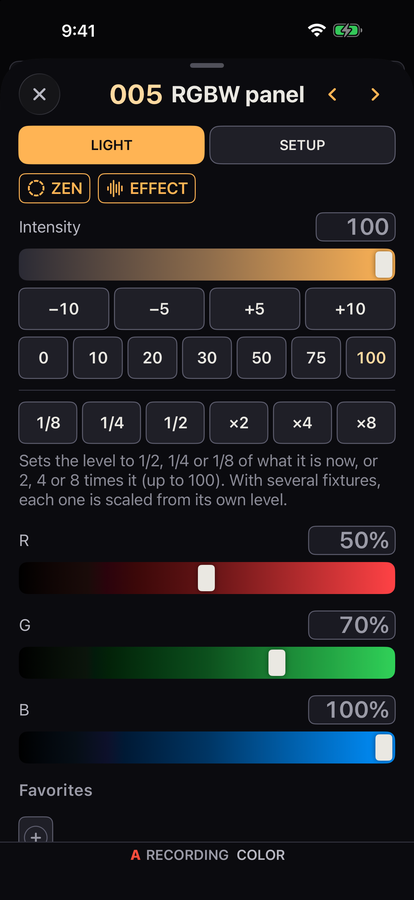 9:41
005 RGBW panel
LIGHT SETUP
ZEN EFFECT
Intensity 100
−10 −5 +5 +10
0 10 20 30 50 75 100
1/8 1/4 1/2 ×2 ×4 ×8
Sets the level to 1/2, 1/4 or 1/8 of what it is now, or
2, 4 or 8 times it (up to 100). With several fixtures,
each one is scaled from its own level.
R 50%
G 70%
B 100%
Favorites
A RECORDING COLOR